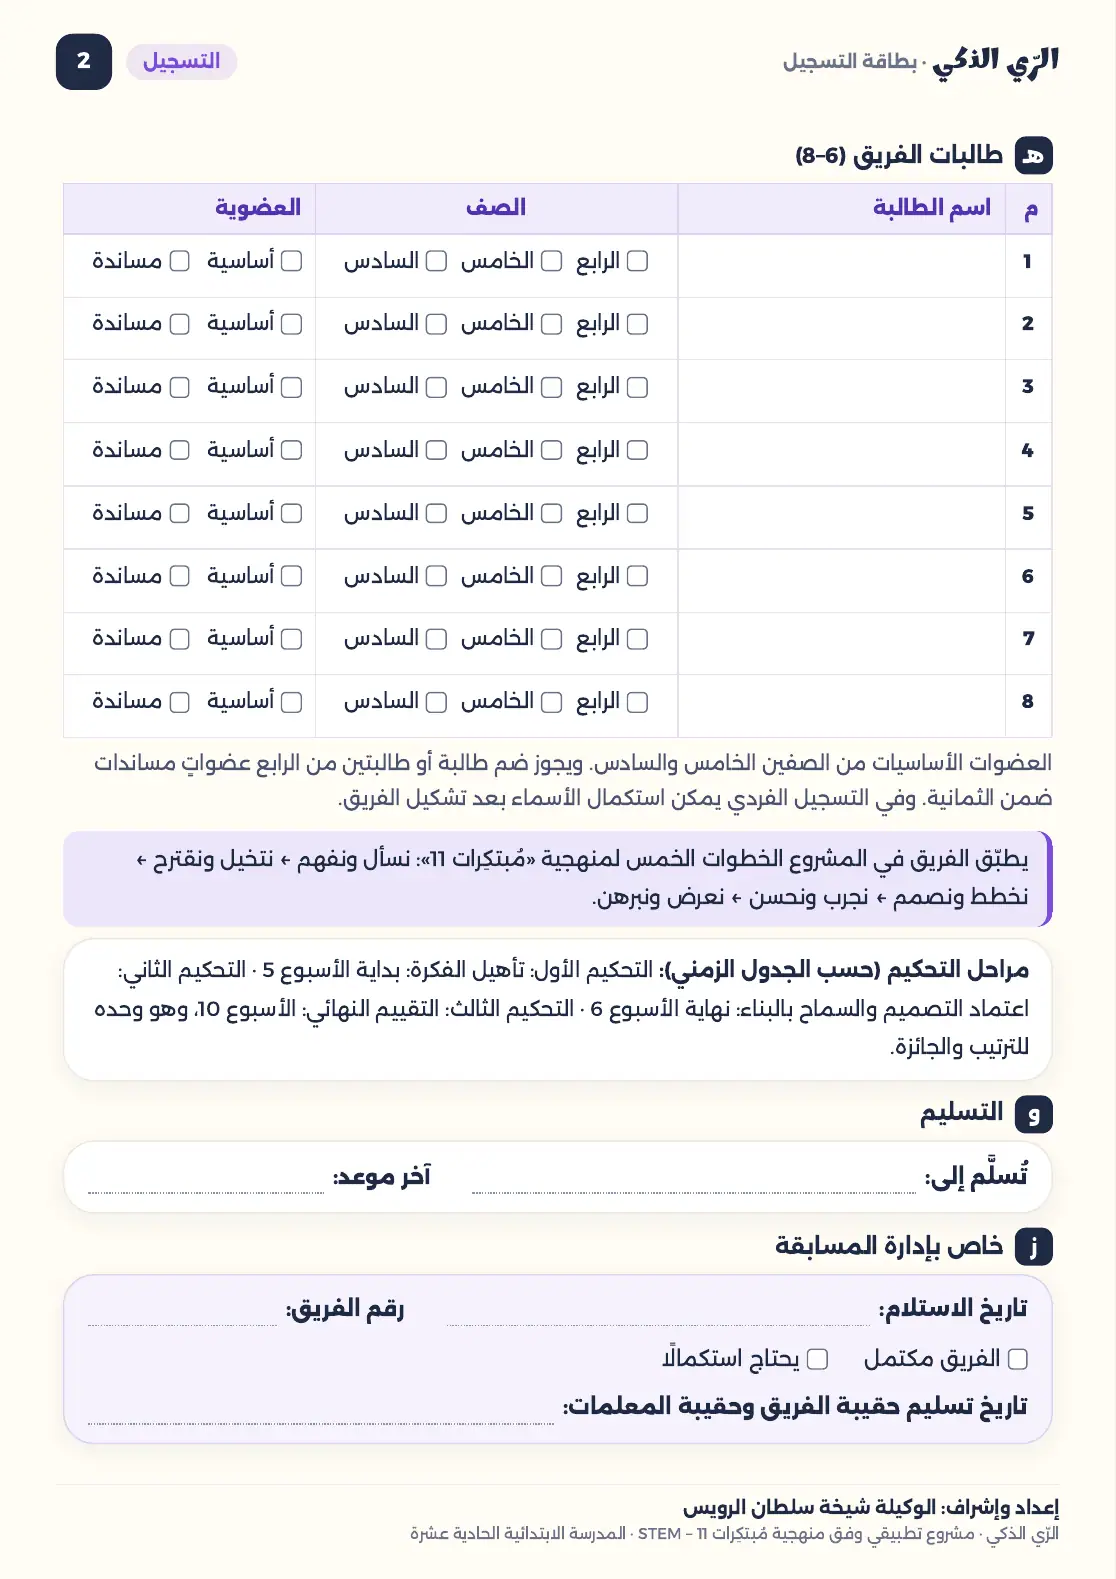 الرّي الذكي · بطاقة التسجيل
التسجيل
2
هـ طالبات الفريق (6–8)
م اسم الطالبة الصف العضوية
1 الرابع الخامس السادس أساسية مساندة
2 الرابع الخامس السادس أساسية مساندة
3 الرابع الخامس السادس أساسية مساندة
4 الرابع الخامس السادس أساسية مساندة
5 الرابع الخامس السادس أساسية مساندة
6 الرابع الخامس السادس أساسية مساندة
7 الرابع الخامس السادس أساسية مساندة
8 الرابع الخامس السادس أساسية مساندة
العضوات الأساسيات من الصفين الخامس والسادس. ويجوز ضم طالبة أو طالبتين من الرابع عضواتٍ مساندات
ضمن الثمانية. وفي التسجيل الفردي يمكن استكمال الأسماء بعد تشكيل الفريق.
يطبّق الفريق في المشروع الخطوات الخمس لمنهجية «مُبتكِرات 11»: نسأل ونفهم ← نتخيل ونقترح ←
نخطط ونصمم ← نجرب ونحسن ← نعرض ونبرهن.
مراحل التحكيم (حسب الجدول الزمني): التحكيم الأول: تأهيل الفكرة: بداية الأسبوع 5 · التحكيم الثاني:
اعتماد التصميم والسماح بالبناء: نهاية الأسبوع 6 · التحكيم الثالث: التقييم النهائي: الأسبوع 10، وهو وحده
للترتيب والجائزة.
و التسليم
تُسلَّم إلى: آخر موعد:
ز خاص بإدارة المسابقة
تاريخ الاستلام: رقم الفريق:
الفريق مكتمل يحتاج استكمالًا
تاريخ تسليم حقيبة الفريق وحقيبة المعلمات:
إعداد وإشراف: الوكيلة شيخة سلطان الرويس
الرّي الذكي · مشروع تطبيقي وفق منهجية مُبتكِرات 11 – STEM · المدرسة الابتدائية الحادية عشرة